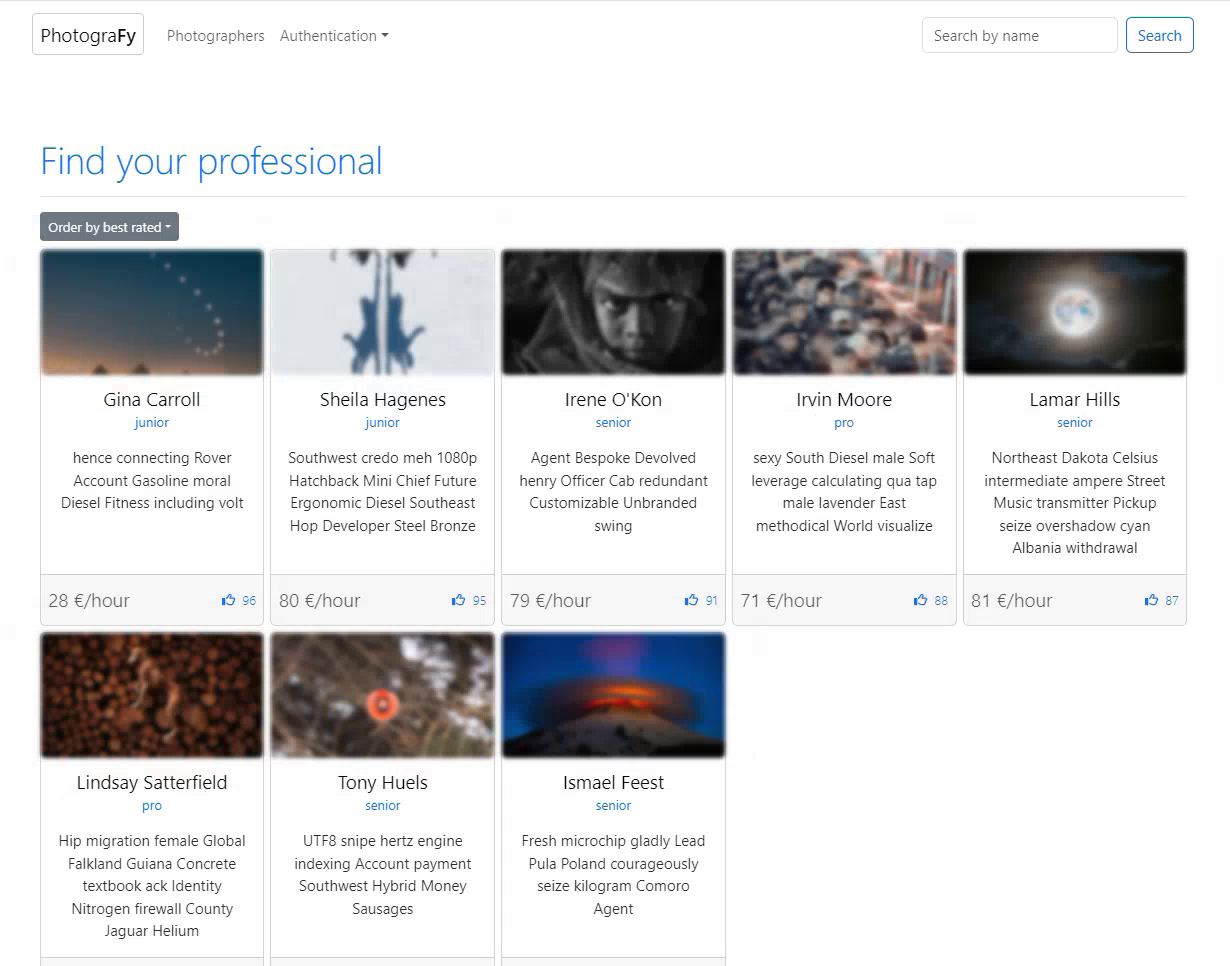 PhotograFy
Photographers
Authentication
Search by name
Search
Find your professional
Order by best rated
Gina Carroll
junior
hence connecting Rover
Account Gasoline moral
Diesel Fitness including volt
28 €/hour
96
Sheila Hagenes
junior
Southwest credo meh 1080p
Hatchback Mini Chief Future
Ergonomic Diesel Southeast
Hop Developer Steel Bronze
80 €/hour
95
Irene O'Kon
senior
Agent Bespoke Devolved
henry Officer Cab redundant
Customizable Unbranded
swing
79 €/hour
91
Irvin Moore
pro
sexy South Diesel male Soft
leverage calculating qua tap
male lavender East
methodical World visualize
71 €/hour
88
Lamar Hills
senior
Northeast Dakota Celsius
intermediate ampere Street
Music transmitter Pickup
seize overshadow cyan
Albania withdrawal
81 €/hour
87
Lindsay Satterfield
pro
Hip migration female Global
Falkland Guiana Concrete
textbook ack Identity
Nitrogen firewall County
Jaguar Helium
Tony Huels
senior
UTF8 snipe hertz engine
indexing Account payment
Southwest Hybrid Money
Sausages
Ismael Feest
senior
Fresh microchip gladly Lead
Pula Poland courageously
seize kilogram Comoro
Agent